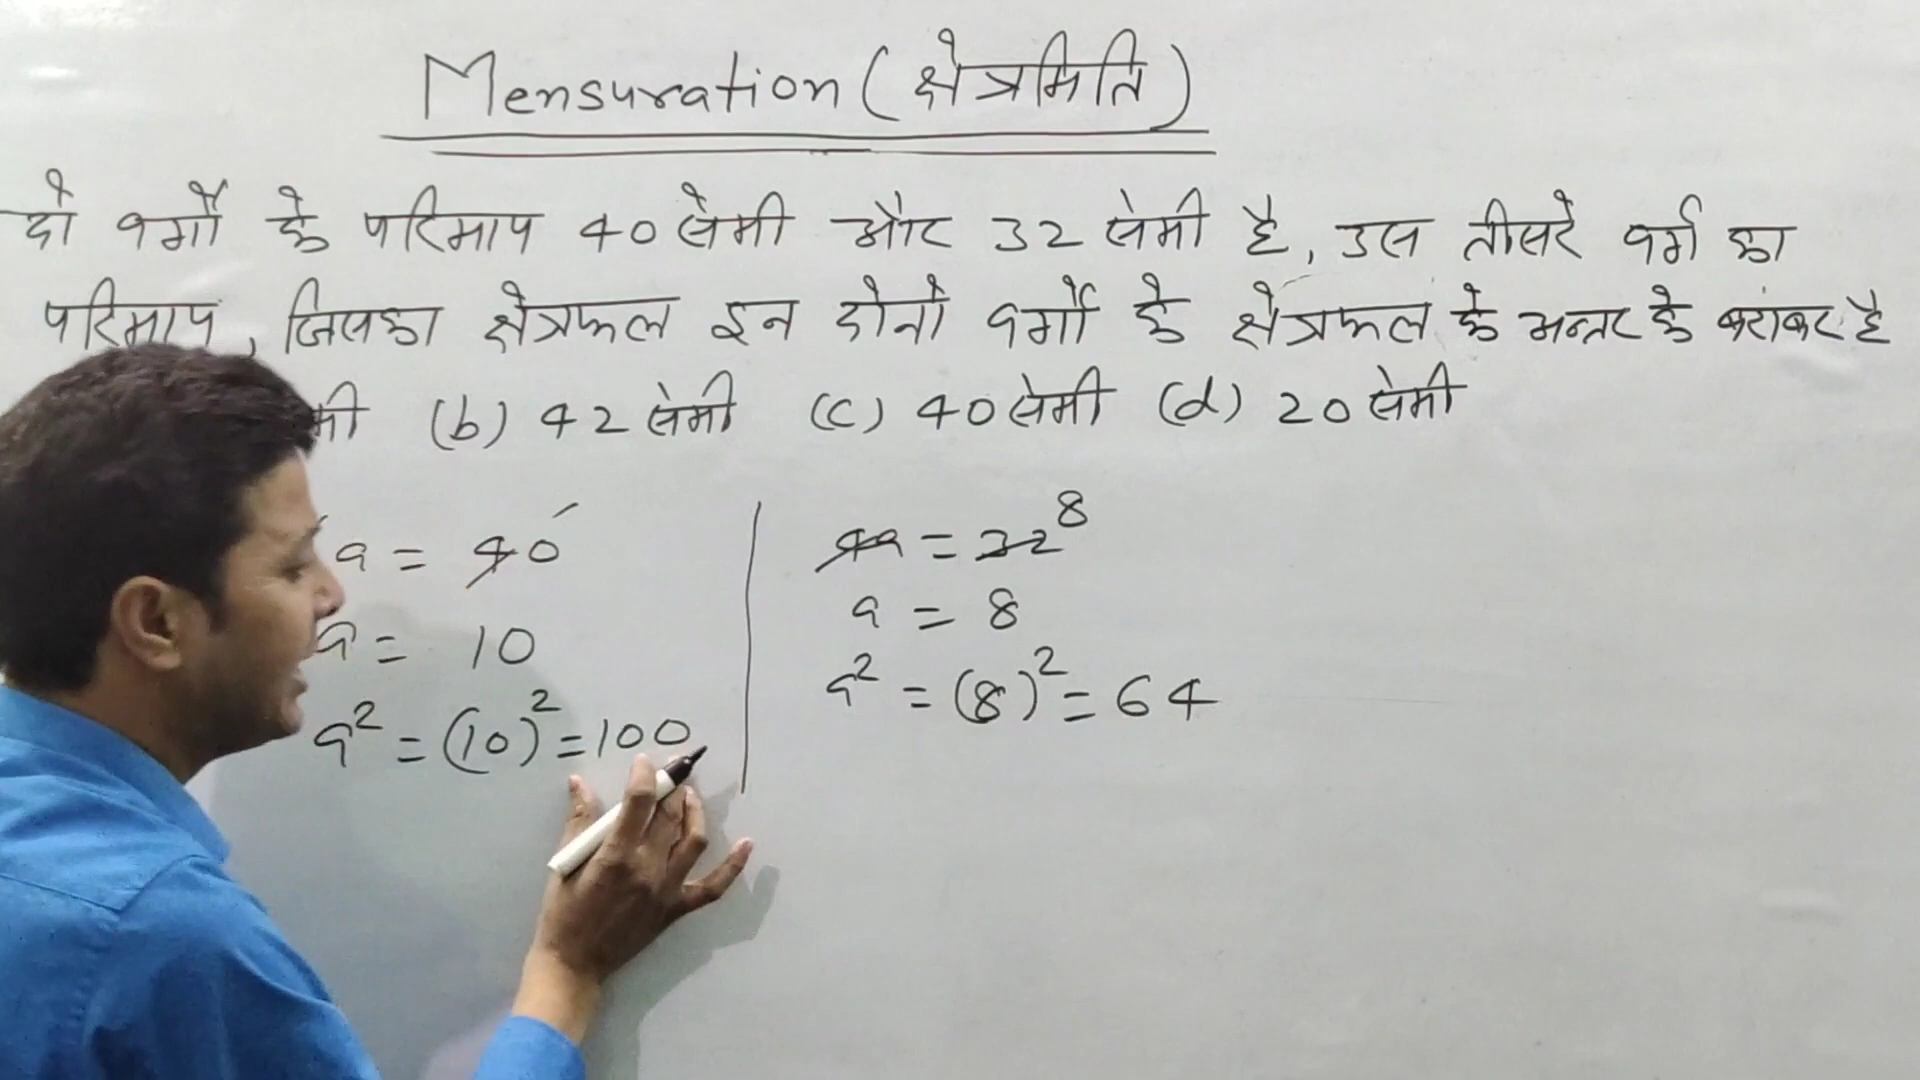 Mensuration (क्षेत्रमिति)
दो वर्गों के परिमाप 40 सेमी और 32 सेमी है, उस तीसरे वर्ग का
परिमाप, जिसका क्षेत्रफल इन दोनो वर्गों के क्षेत्रफल के अन्तर के बराबर है
मी (b) 42 सेमी (c) 40 सेमी (d) 20 सेमी
a = 40
4a = 32 8
a = 10
a = 8
a² = (10)² = 100
a² = (8)² = 64